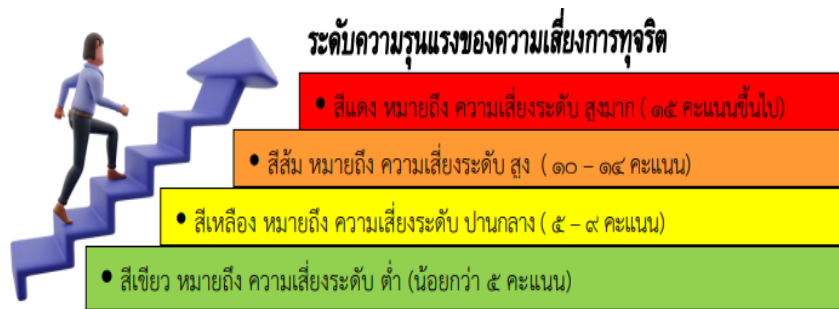 ระดับความรุนแรงของความเสี่ยงการทุจริต
• สีแดง หมายถึง ความเสี่ยงระดับ สูงมาก ( ๑๕ คะแนนขึ้นไป)
• สีส้ม หมายถึง ความเสี่ยงระดับ สูง ( ๑๐ – ๑๔ คะแนน)
• สีเหลือง หมายถึง ความเสี่ยงระดับ ปานกลาง ( ๕ – ๙ คะแนน)
• สีเขียว หมายถึง ความเสี่ยงระดับ ต่ำ (น้อยกว่า ๕ คะแนน)